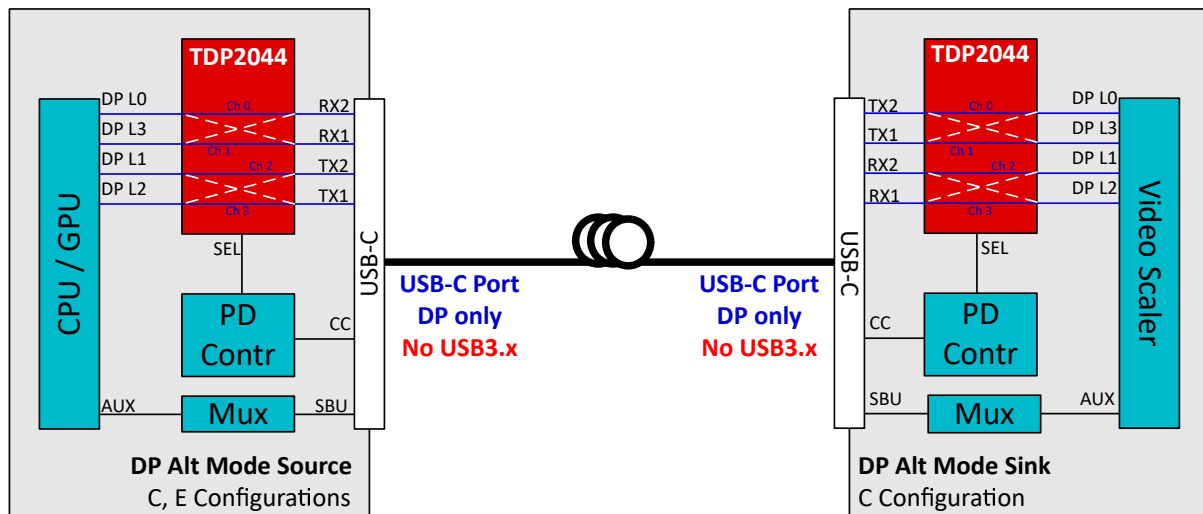 TDP2044
CPU / GPU
DP L0
DP L3
DP L1
DP L2
Ch 0
Ch 1
Ch 2
Ch 3
RX2
RX1
TX2
TX1
SEL
PD
Contr
CC
AUX
Mux
SBU
USB-C
DP Alt Mode Source
C, E Configurations
USB-C Port
DP only
No USB3.x
USB-C Port
DP only
No USB3.x
TDP2044
USB-C
TX2
TX1
RX2
RX1
Ch 0
Ch 1
Ch 2
Ch 3
DP L0
DP L3
DP L1
DP L2
SEL
CC
PD
Contr
SBU
Mux
AUX
Video Scaler
DP Alt Mode Sink
C Configuration